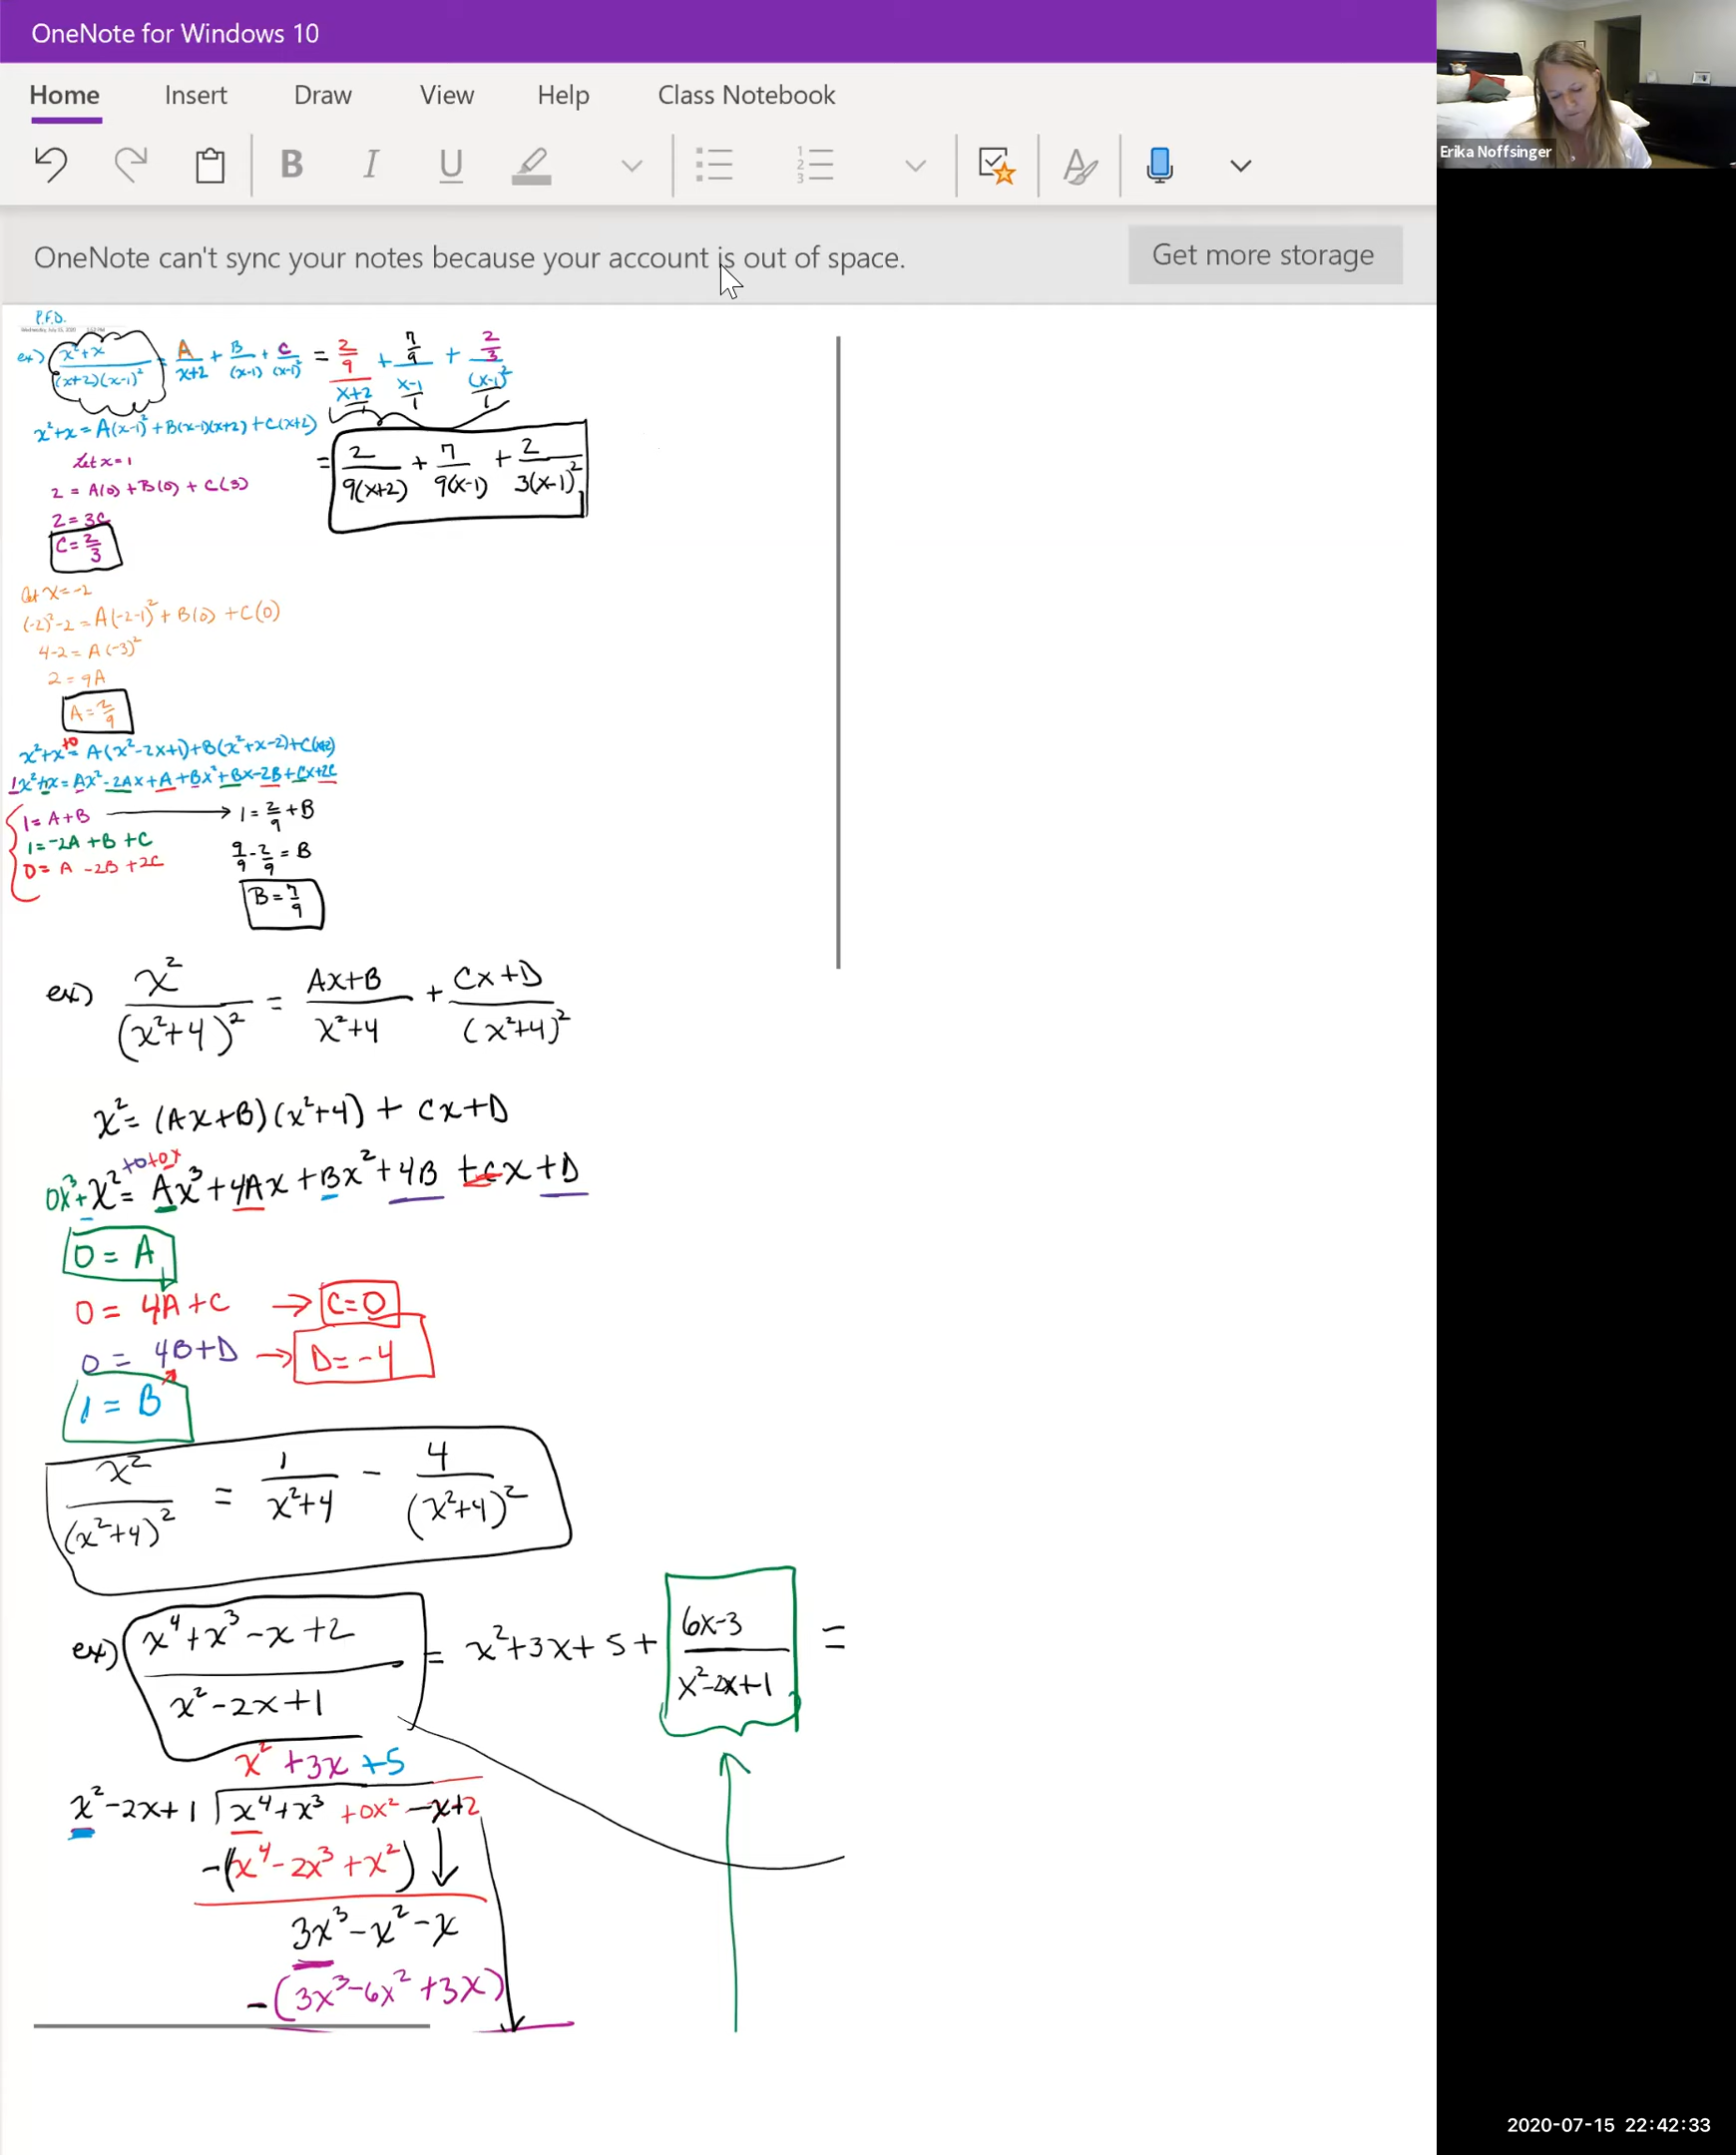 OneNote for Windows 10
Home Insert Draw View Help Class Notebook
B I U
OneNote can't sync your notes because your account is out of space. Get more storage
Erika Noffsinger
P.F.D.
Wednesday, July 15, 2020 3:52 PM
ex) (x²+x)/((x+2)(x-1)²) = A/(x+2) + B/(x-1) + C/(x-1)² = (2/9)/((x+2)/1) + (7/9)/((x-1)/1) + (2/3)/((x-1)²/1)
x²+x = A(x-1)² + B(x-1)(x+2) + C(x+2)
= 2/(9(x+2)) + 7/(9(x-1)) + 2/(3(x-1)²)
Let x=1
2 = A(0) + B(0) + C(3)
2 = 3C
C = 2/3
Let x=-2
(-2)²-2 = A(-2-1)² + B(0) + C(0)
4-2 = A(-3)²
2 = 9A
A = 2/9
x²+x+0 = A(x²-2x+1)+B(x²+x-2)+C(x+2)
1x²+1x = Ax²-2Ax+A+Bx²+Bx-2B+Cx+2C
1 = A+B → 1 = 2/9 + B
1 = -2A+B+C
0 = A-2B+2C
9/9 - 2/9 = B
B = 7/9
ex) x²/(x²+4)² = (Ax+B)/(x²+4) + (Cx+D)/(x²+4)²
x² = (Ax+B)(x²+4) + Cx+D
0x³+x²+0+0x = Ax³+4Ax+Bx²+4B+Cx+D
0 = A
0 = 4A+C → C=0
0 = 4B+D → D=-4
1 = B
x²/(x²+4)² = 1/(x²+4) - 4/(x²+4)²
ex) (x⁴+x³-x+2)/(x²-2x+1) = x²+3x+5+ (6x-3)/(x²-2x+1) =
x²+3x+5
x²-2x+1 x⁴+x³+0x²-x+2
-(x⁴-2x³+x²)
3x³-x²-x
-(3x³-6x²+3x)
2020-07-15 22:42:33